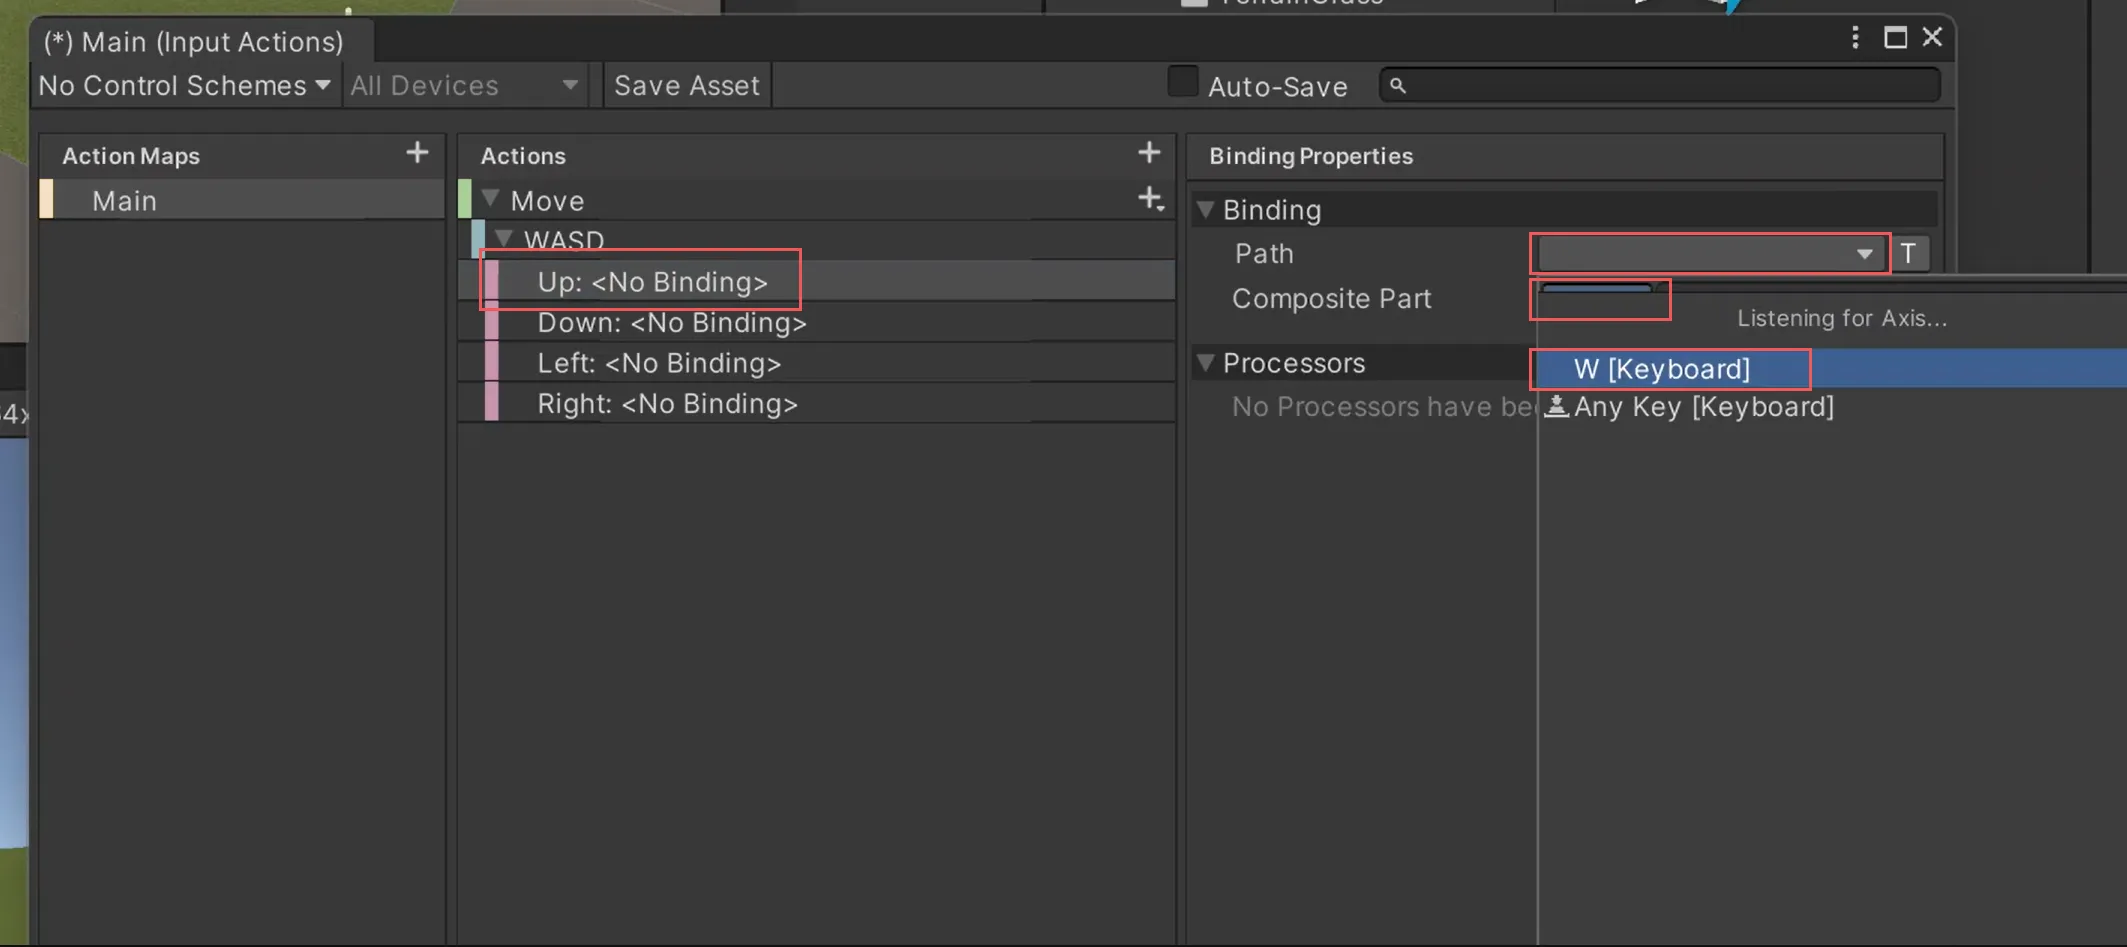 (*) Main (Input Actions)
No Control Schemes
All Devices
Save Asset
Auto-Save
Action Maps
Main
Actions
Move
WASD
Up: <No Binding>
Down: <No Binding>
Left: <No Binding>
Right: <No Binding>
Binding Properties
Binding
Path
T
Composite Part
Listening for Axis...
Processors
W [Keyboard]
No Processors have
Any Key [Keyboard]